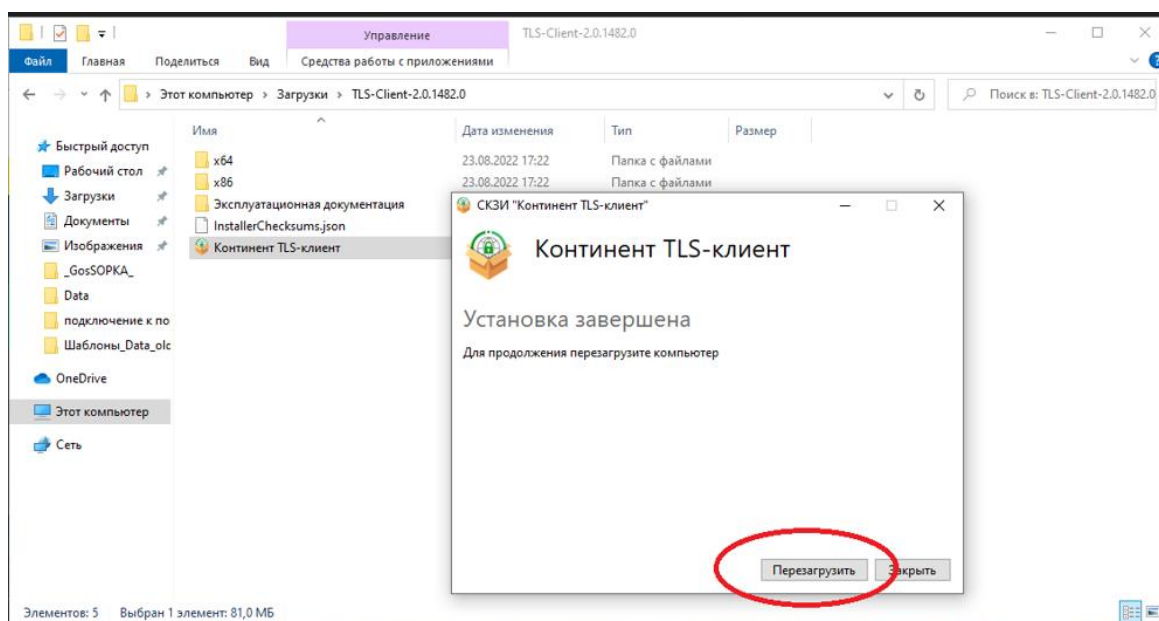 Управление
TLS-Client-2.0.1482.0
Файл Главная Поделиться Вид Средства работы с приложениями
Этот компьютер › Загрузки › TLS-Client-2.0.1482.0
Поиск в: TLS-Client-2.0.1482.0
Имя Дата изменения Тип Размер
Быстрый доступ
Рабочий стол
Загрузки
Документы
Изображения
_GosSOPKA_
Data
подключение к по
Шаблоны_Data_olc
OneDrive
Этот компьютер
Сеть
x64 23.08.2022 17:22 Папка с файлами
x86 23.08.2022 17:22 Папка с файлами
Эксплуатационная документация
InstallerChecksums.json
Континент TLS-клиент
СКЗИ "Континент TLS-клиент"
Континент TLS-клиент
Установка завершена
Для продолжения перезагрузите компьютер
Перезагрузить Закрыть
Элементов: 5 Выбран 1 элемент: 81,0 МБ